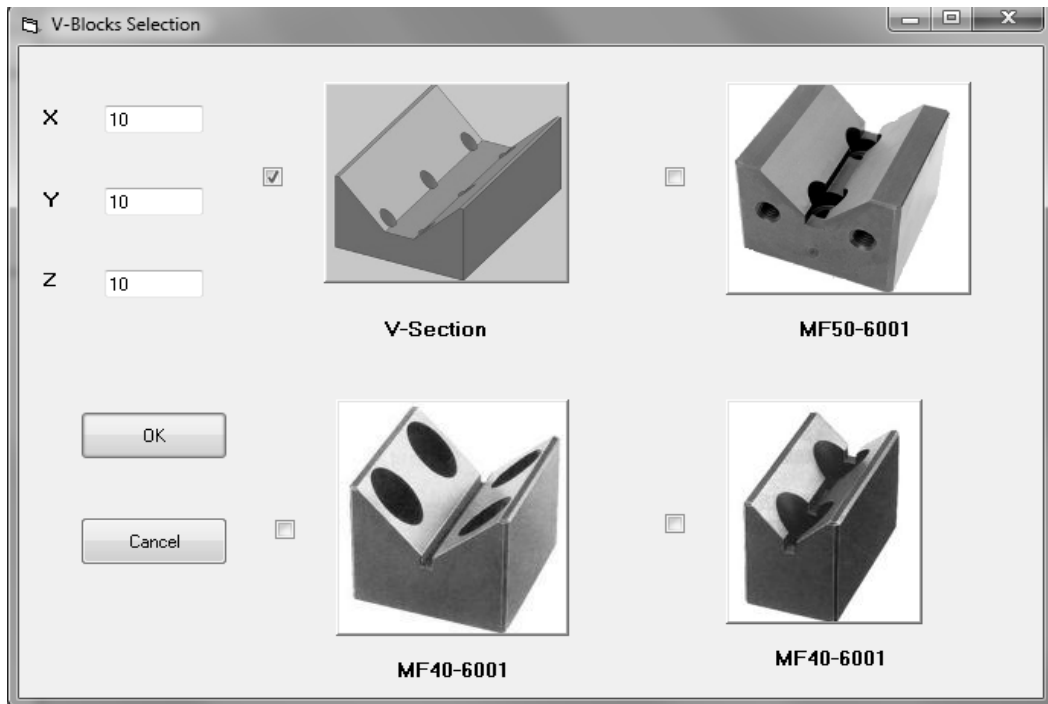 V-Blocks Selection
X 10
Y 10
Z 10
V-Section
MF50-6001
OK
Cancel
MF40-6001
MF40-6001